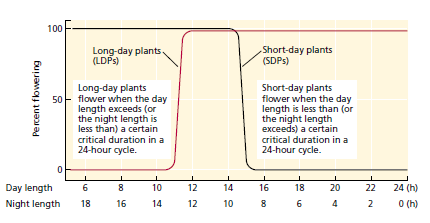 100
50
0
Percent flowering
Long-day plants
(LDPs)
Short-day plants
(SDPs)
Long-day plants
flower when the day
length exceeds (or
the night length is
less than) a certain
critical duration in a
24-hour cycle.
Short-day plants
flower when the day
length is less than (or
the night length
exceeds) a certain
critical duration in a
24-hour cycle.
Day length 6 8 10 12 14 16 18 20 22 24 (h)
Night length 18 16 14 12 10 8 6 4 2 0 (h)